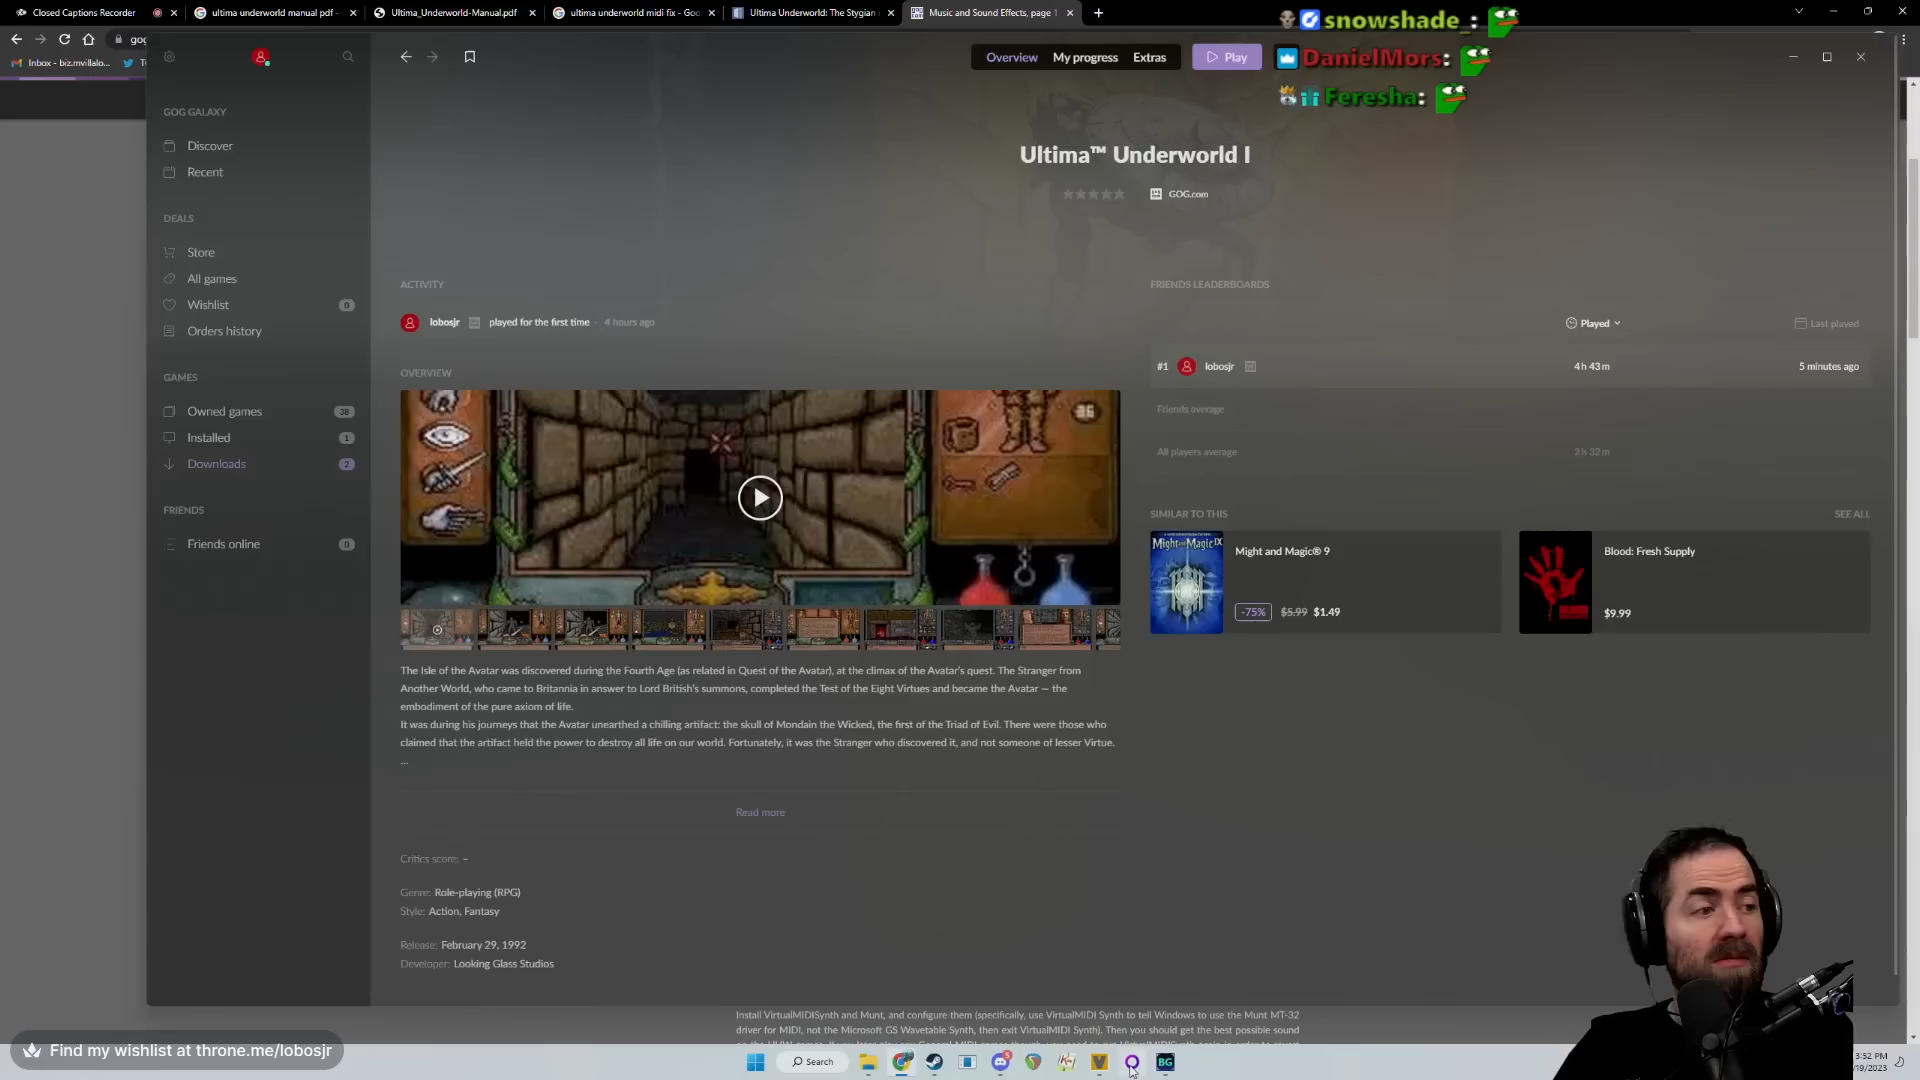 Closed Captions Recorder
ultima underworld manual pdf -
Ultima_Underworld-Manual.pdf
ultima underworld midi fix - Goo
Ultima Underworld: The Stygian
Music and Sound Effects, page 1
gog
Inbox - biz.mvillalo...
snowshade_:
DanielMors:
Feresha:
Overview
My progress
Extras
Play
GOG GALAXY
Discover
Recent
DEALS
Store
All games
Wishlist
0
Orders history
GAMES
Owned games
38
Installed
1
Downloads
2
FRIENDS
Friends online
0
Ultima™ Underworld I
GOG.com
ACTIVITY
lobosjr played for the first time · 4 hours ago
OVERVIEW
FRIENDS LEADERBOARDS
Played
Last played
#1 lobosjr 4 h 43 m 5 minutes ago
Friends average
All players average 2 h 32 m
SIMILAR TO THIS
SEE ALL
Might and Magic IX
Might and Magic® 9
-75% $5.99 $1.49
Blood: Fresh Supply
$9.99
The Isle of the Avatar was discovered during the Fourth Age (as related in Quest of the Avatar), at the climax of the Avatar's quest. The Stranger from
Another World, who came to Britannia in answer to Lord British's summons, completed the Test of the Eight Virtues and became the Avatar — the
embodiment of the pure axiom of life.
It was during his journeys that the Avatar unearthed a chilling artifact: the skull of Mondain the Wicked, the first of the Triad of Evil. There were those who
claimed that the artifact held the power to destroy all life on our world. Fortunately, it was the Stranger who discovered it, and not someone of lesser Virtue.
...
Read more
Critics score: –
Genre: Role-playing (RPG)
Style: Action, Fantasy
Release: February 29, 1992
Developer: Looking Glass Studios
Install VirtualMIDISynth and Munt, and configure them (specifically, use VirtualMIDI Synth to tell Windows to use the Munt MT-32
driver for MIDI, not the Microsoft GS Wavetable Synth, then exit VirtualMIDI Synth). Then you should get the best possible sound
Find my wishlist at throne.me/lobosjr
Search
BG
3:52 PM
/19/2023